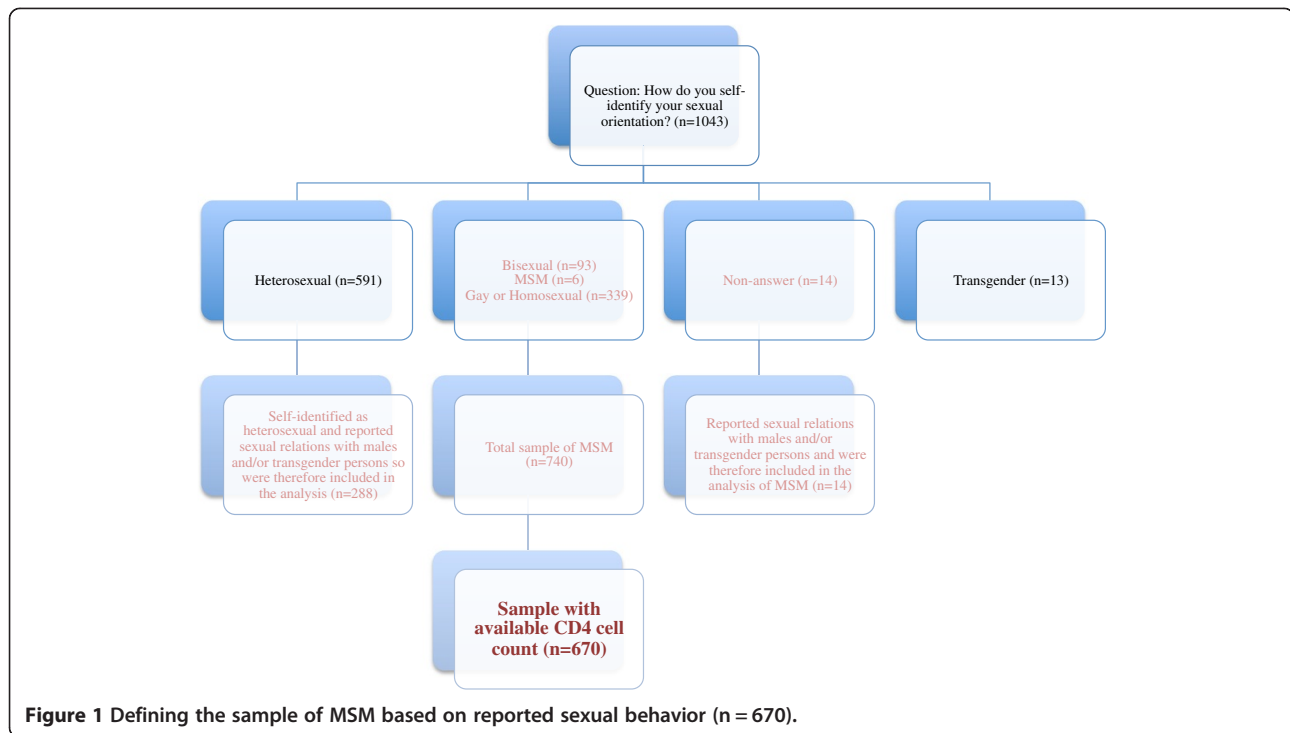 Question: How do you self-
identify your sexual
orientation? (n=1043)
Heterosexual (n=591)
Bisexual (n=93)
MSM (n=6)
Gay or Homosexual (n=339)
Non-answer (n=14)
Transgender (n=13)
Self-identified as
heterosexual and reported
sexual relations with males
and/or transgender persons so
were therefore included in
the analysis (n=288)
Total sample of MSM
(n=740)
Reported sexual relations
with males and/or
transgender persons and were
therefore included in the
analysis of MSM (n=14)
Sample with
available CD4 cell
count (n=670)
Figure 1 Defining the sample of MSM based on reported sexual behavior (n = 670).